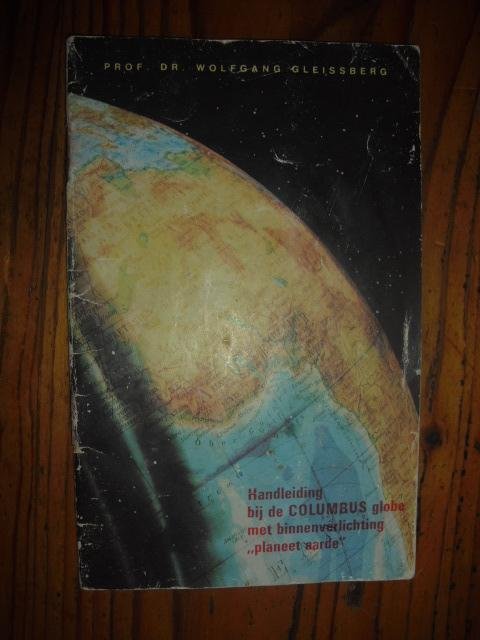 PROF. DR. WOLFGANG GLEISSBERG
Handleiding
bij de COLUMBUS globe
met binnenverlichting
„planeet aarde"